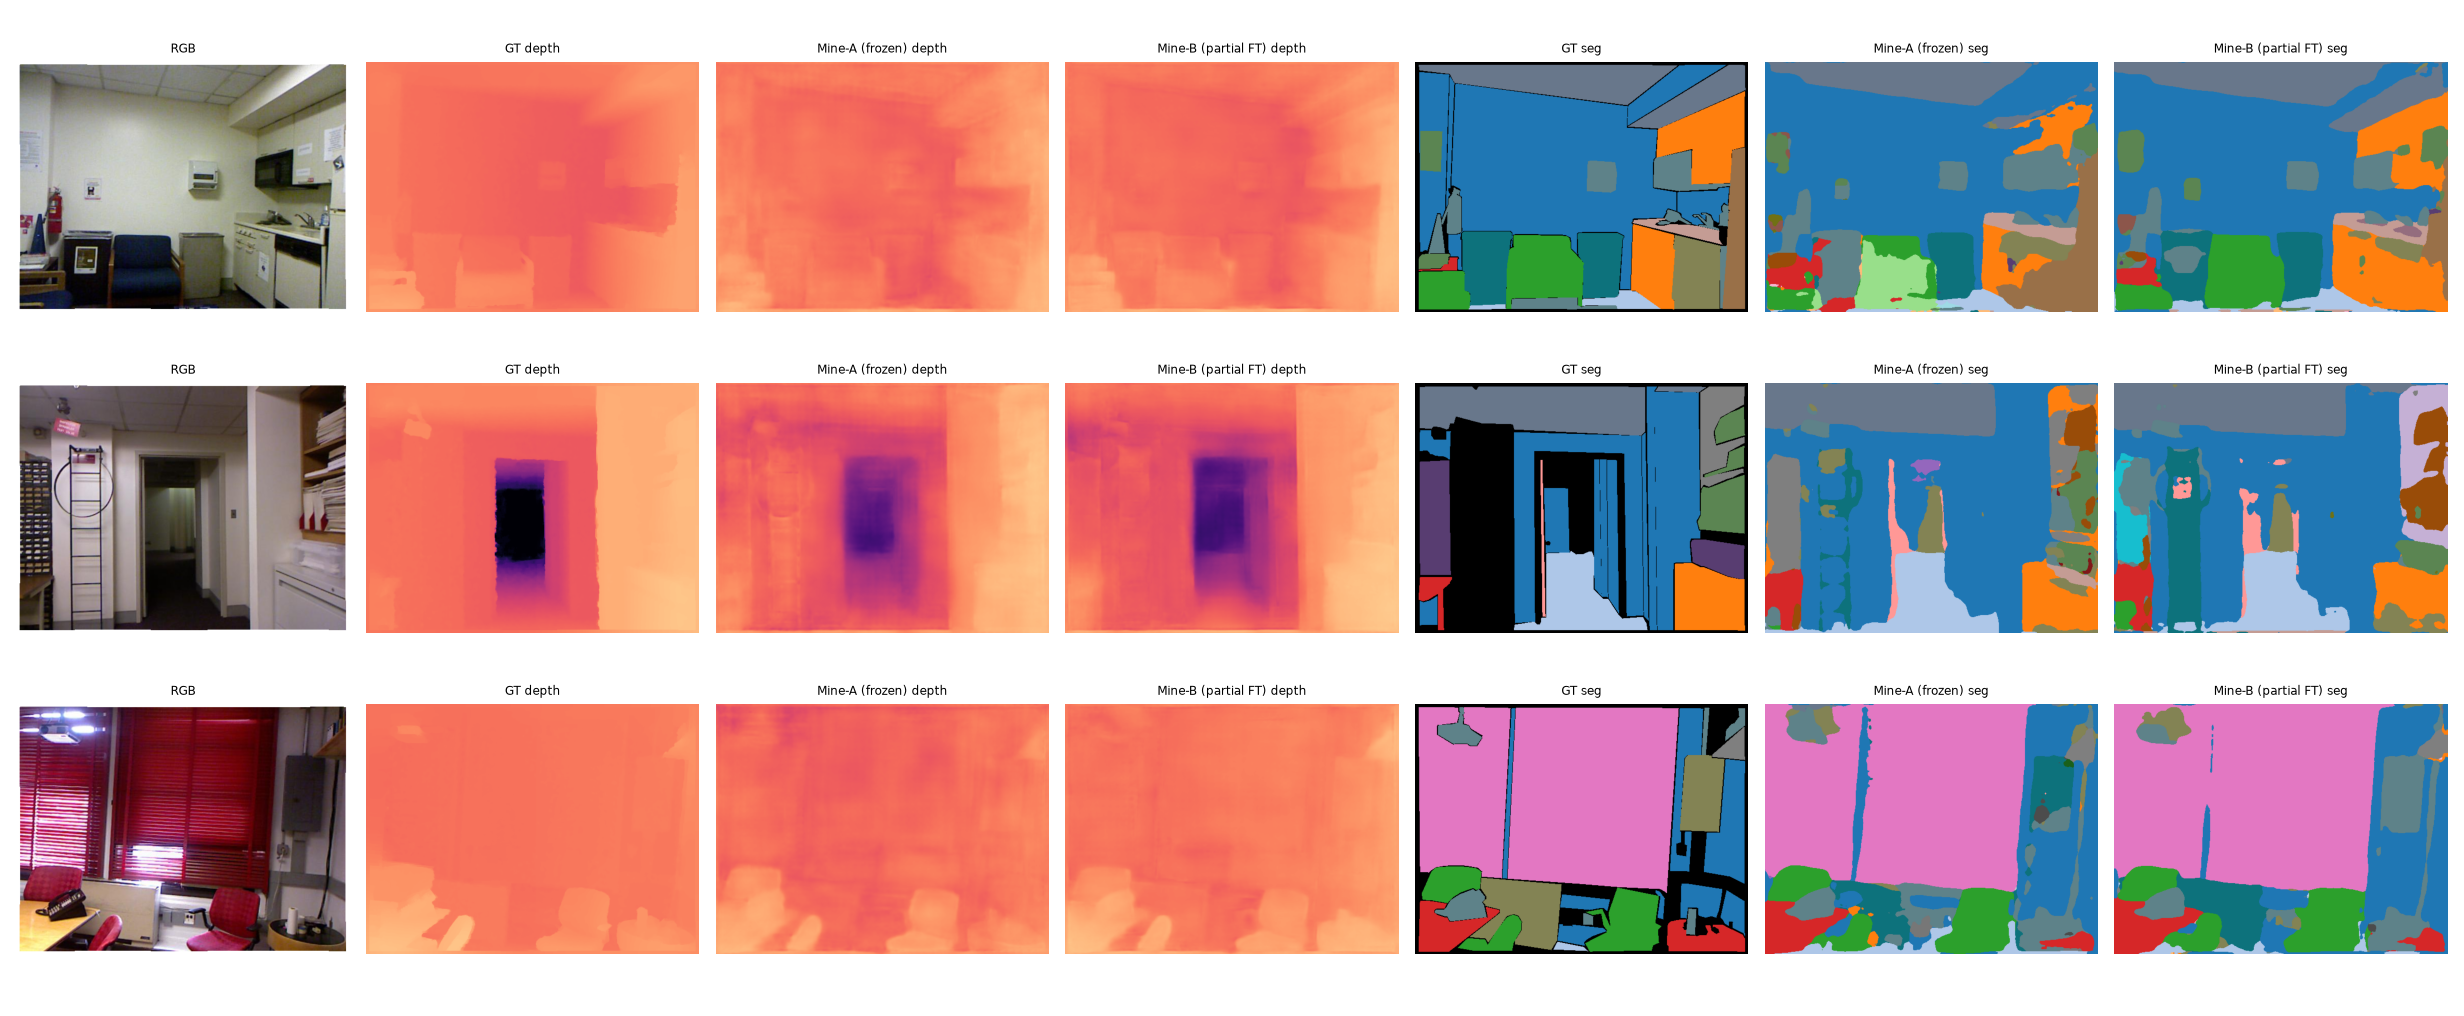 RGB
GT depth
Mine-A (frozen) depth
Mine-B (partial FT) depth
GT seg
Mine-A (frozen) seg
Mine-B (partial FT) seg
RGB
GT depth
Mine-A (frozen) depth
Mine-B (partial FT) depth
GT seg
Mine-A (frozen) seg
Mine-B (partial FT) seg
RGB
GT depth
Mine-A (frozen) depth
Mine-B (partial FT) depth
GT seg
Mine-A (frozen) seg
Mine-B (partial FT) seg